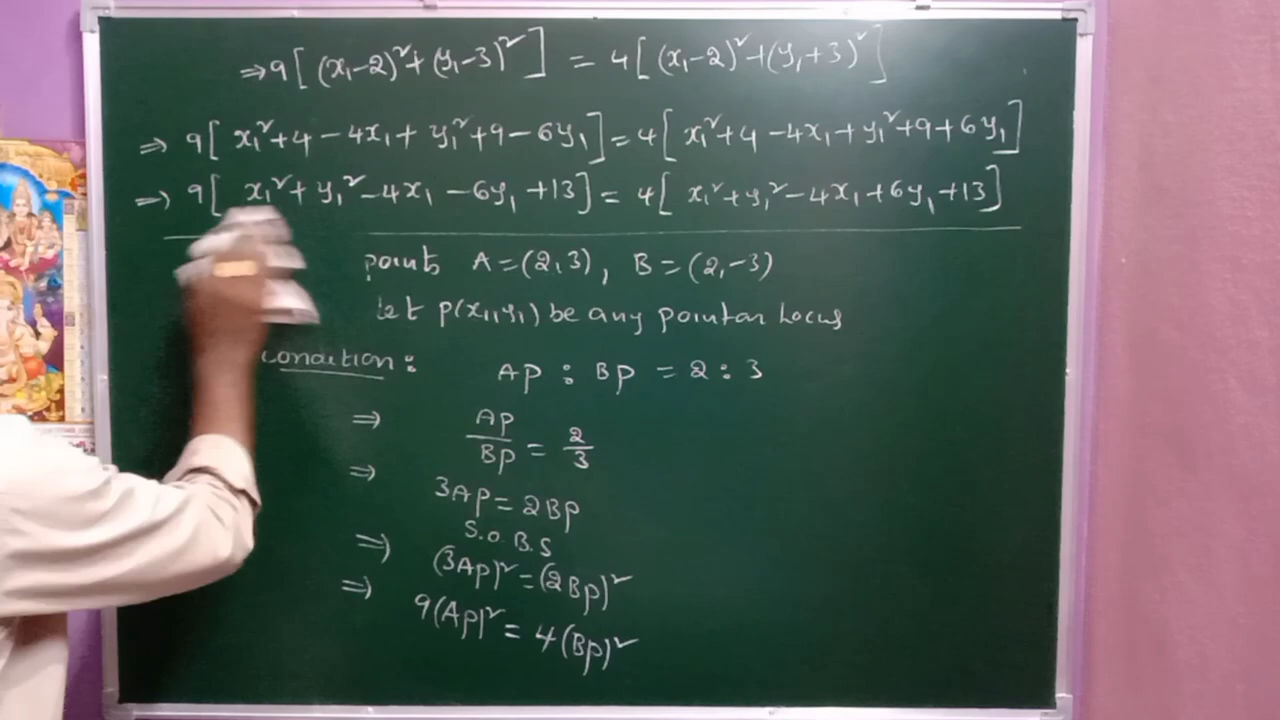 ⇒9[(x₁-2)²+(y₁-3)²] = 4[(x₁-2)²+(y₁+3)²]
⇒ 9[x₁²+4-4x₁+y₁²+9-6y₁]=4[x₁²+4-4x₁+y₁²+9+6y₁]
⇒ 9[x₁²+y₁²-4x₁-6y₁+13]=4[x₁²+y₁²-4x₁+6y₁+13]
points A=(2,3), B=(2,-3)
let p(x₁,y₁) be any point on locus
condition:
Ap : Bp = 2:3
⇒ Ap/Bp = 2/3
⇒ 3Ap=2Bp
S.O.B.S
⇒ (3Ap)²=(2Bp)²
⇒ 9(Ap)²=4(Bp)²